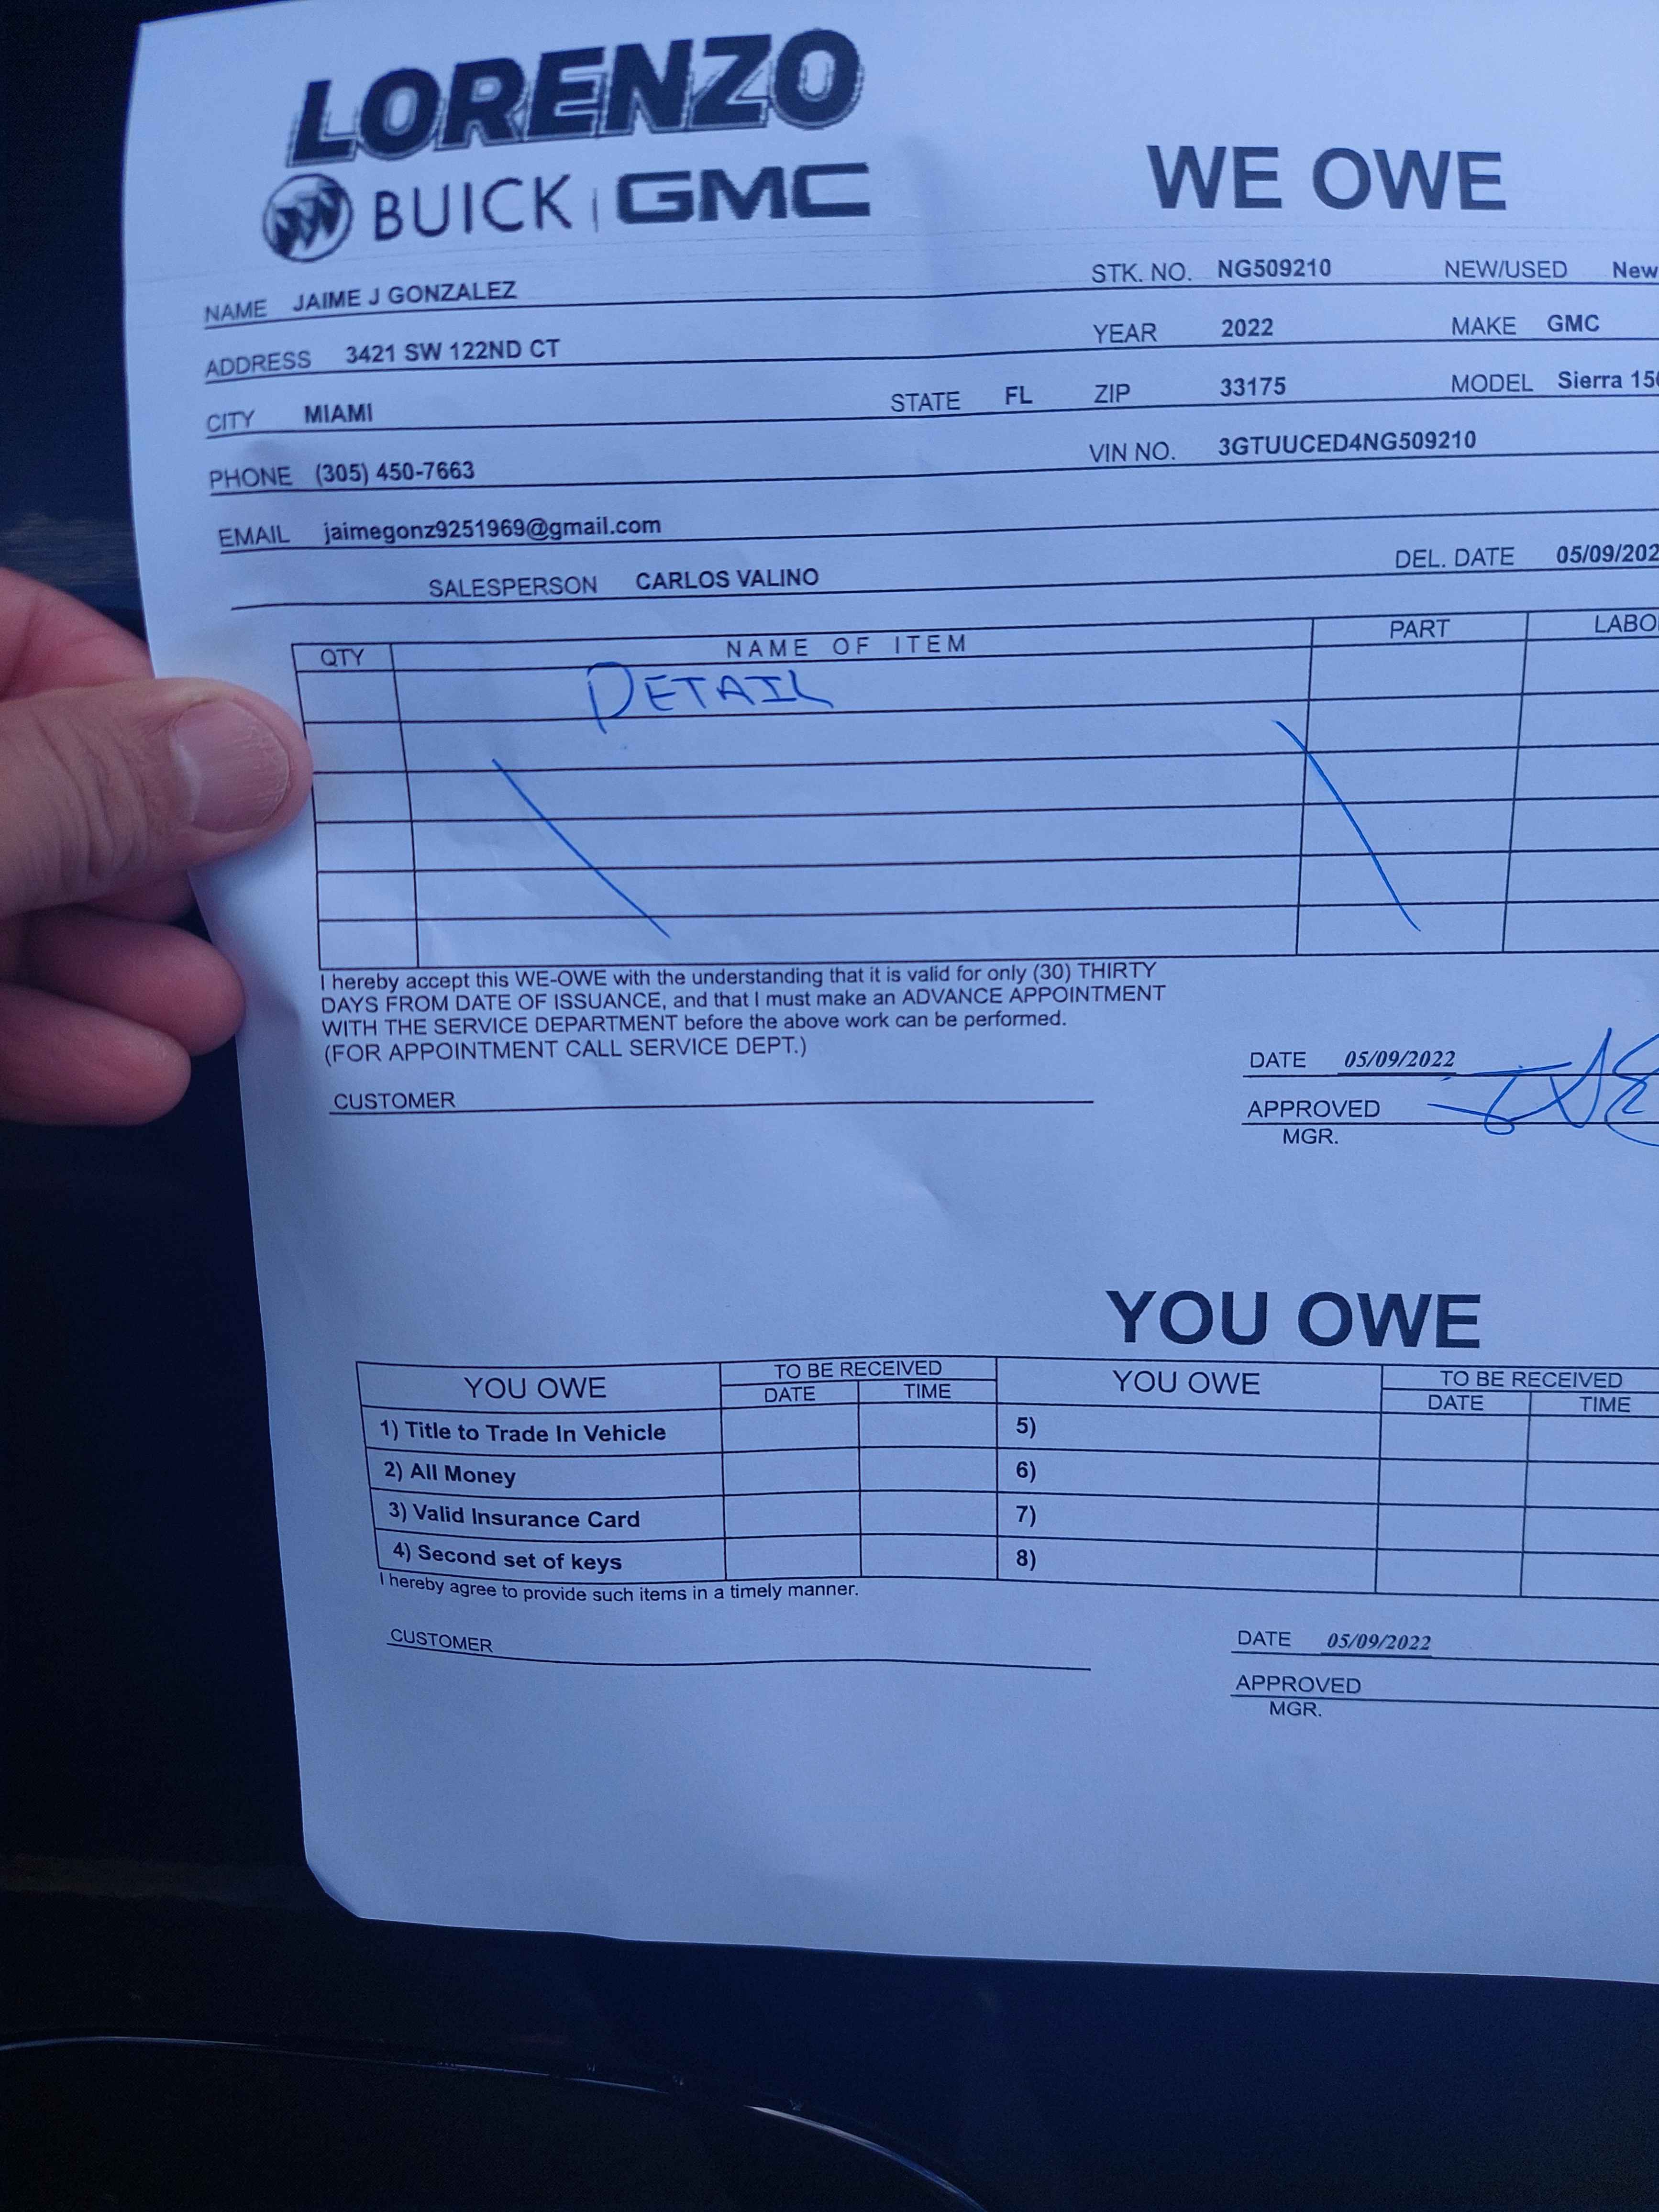 LORENZO
BUICK | GMC
WE OWE
NAME JAIME J GONZALEZ STK. NO. NG509210 NEW/USED New
ADDRESS 3421 SW 122ND CT YEAR 2022 MAKE GMC
CITY MIAMI STATE FL ZIP 33175 MODEL Sierra
PHONE (305) 450-7663 VIN NO. 3GTUUCED4NG509210
EMAIL jaimegonz9251969@gmail.com
SALESPERSON CARLOS VALINO DEL. DATE 05/09/202
QTY NAME OF ITEM PART LABO
DETAIL
I hereby accept this WE-OWE with the understanding that it is valid for only (30) THIRTY
DAYS FROM DATE OF ISSUANCE, and that I must make an ADVANCE APPOINTMENT
WITH THE SERVICE DEPARTMENT before the above work can be performed.
(FOR APPOINTMENT CALL SERVICE DEPT.)
DATE 05/09/2022
CUSTOMER APPROVED
MGR.
YOU OWE
YOU OWE TO BE RECEIVED YOU OWE TO BE RECEIVED
DATE TIME DATE TIME
1) Title to Trade In Vehicle 5)
2) All Money 6)
3) Valid Insurance Card 7)
4) Second set of keys 8)
I hereby agree to provide such items in a timely manner.
CUSTOMER DATE 05/09/2022
APPROVED
MGR.